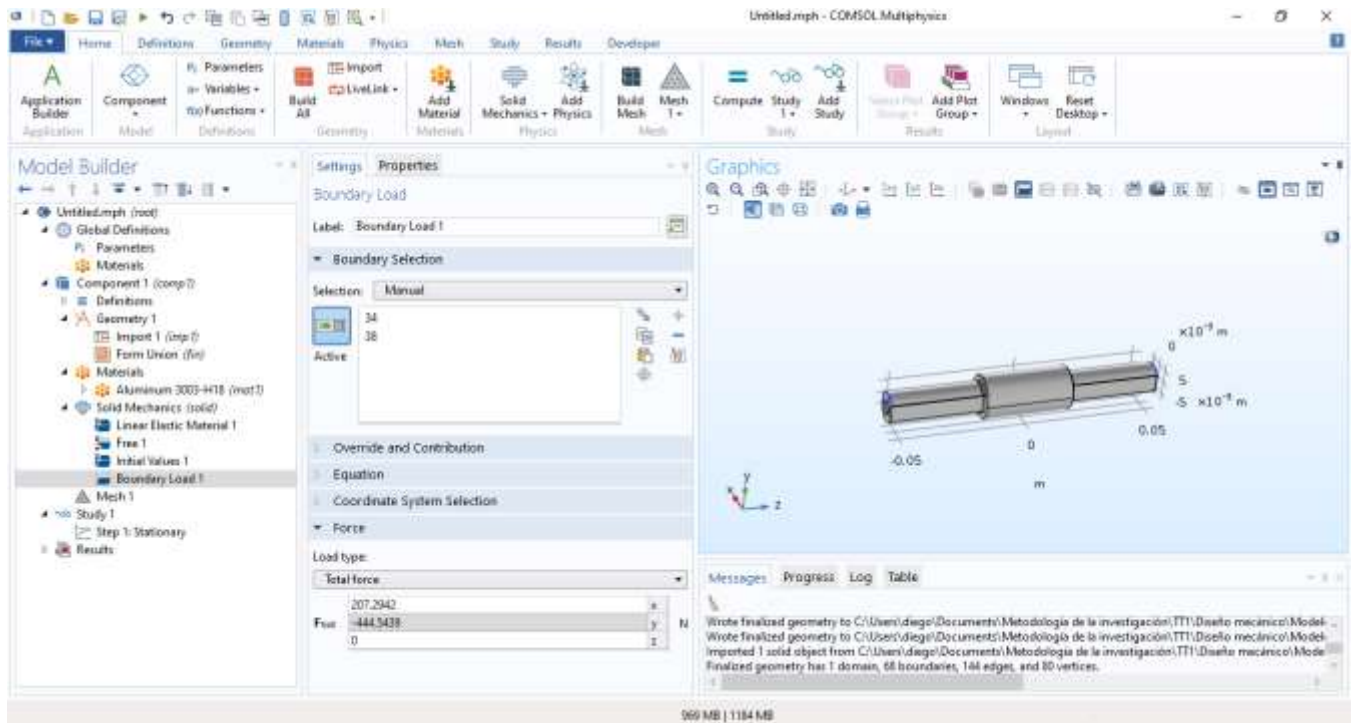 Untitled.mph - COMSOL Multiphysics
File Home Definitions Geometry Materials Physics Mesh Study Results Developer
Application Builder
Component
Pi Parameters
a= Variables
f(x) Functions
Build All
Import
LiveLink
Add Material
Solid Mechanics
Add Physics
Build Mesh
Mesh 1
Compute
Study 1
Add Study
Add Plot Group
Windows
Reset Desktop
Application Model Definitions Geometry Materials Physics Mesh Study Results Layout
Model Builder
Untitled.mph (root)
Global Definitions
Pi Parameters
Materials
Component 1 (comp1)
Definitions
Geometry 1
Import 1 (imp1)
Form Union (fin)
Materials
Aluminum 3003-H18 (mat1)
Solid Mechanics (solid)
Linear Elastic Material 1
Free 1
Initial Values 1
Boundary Load 1
Mesh 1
Study 1
Step 1: Stationary
Results
Settings Properties
Boundary Load
Label: Boundary Load 1
Boundary Selection
Selection: Manual
34
38
Active
Override and Contribution
Equation
Coordinate System Selection
Force
Load type:
Total force
207.2942 x
Ftot -444.5439 y N
0 z
Graphics
×10⁻³ m
0
5
-5 ×10⁻³ m
0.05
0
-0.05
m
y
x
z
Messages Progress Log Table
Wrote finalized geometry to C:\Users\diego\Documents\Metodología de la investigación\TT1\Diseño mecánico\Model
Wrote finalized geometry to C:\Users\diego\Documents\Metodología de la investigación\TT1\Diseño mecánico\Model
Imported 1 solid object from C:\Users\diego\Documents\Metodología de la investigación\TT1\Diseño mecánico\Mode
Finalized geometry has 1 domain, 68 boundaries, 144 edges, and 80 vertices.
969 MB | 1184 MB